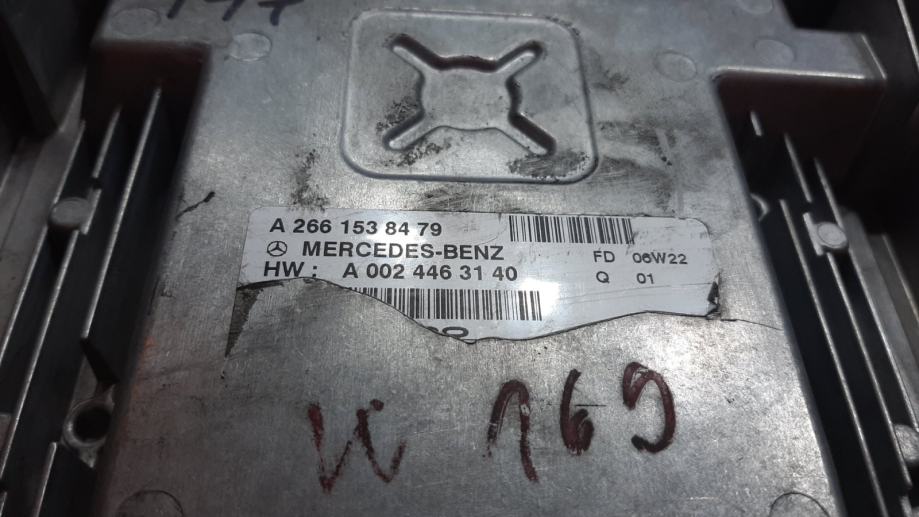 A 266 153 84 79
MERCEDES-BENZ
FD 06W22
HW : A 002 446 31 40
Q 01
W 169